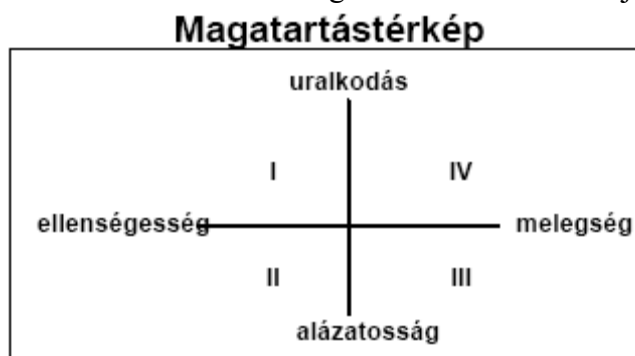 Magatartástérkép
uralkodás
I IV
ellenségesség melegség
II III
alázatosság